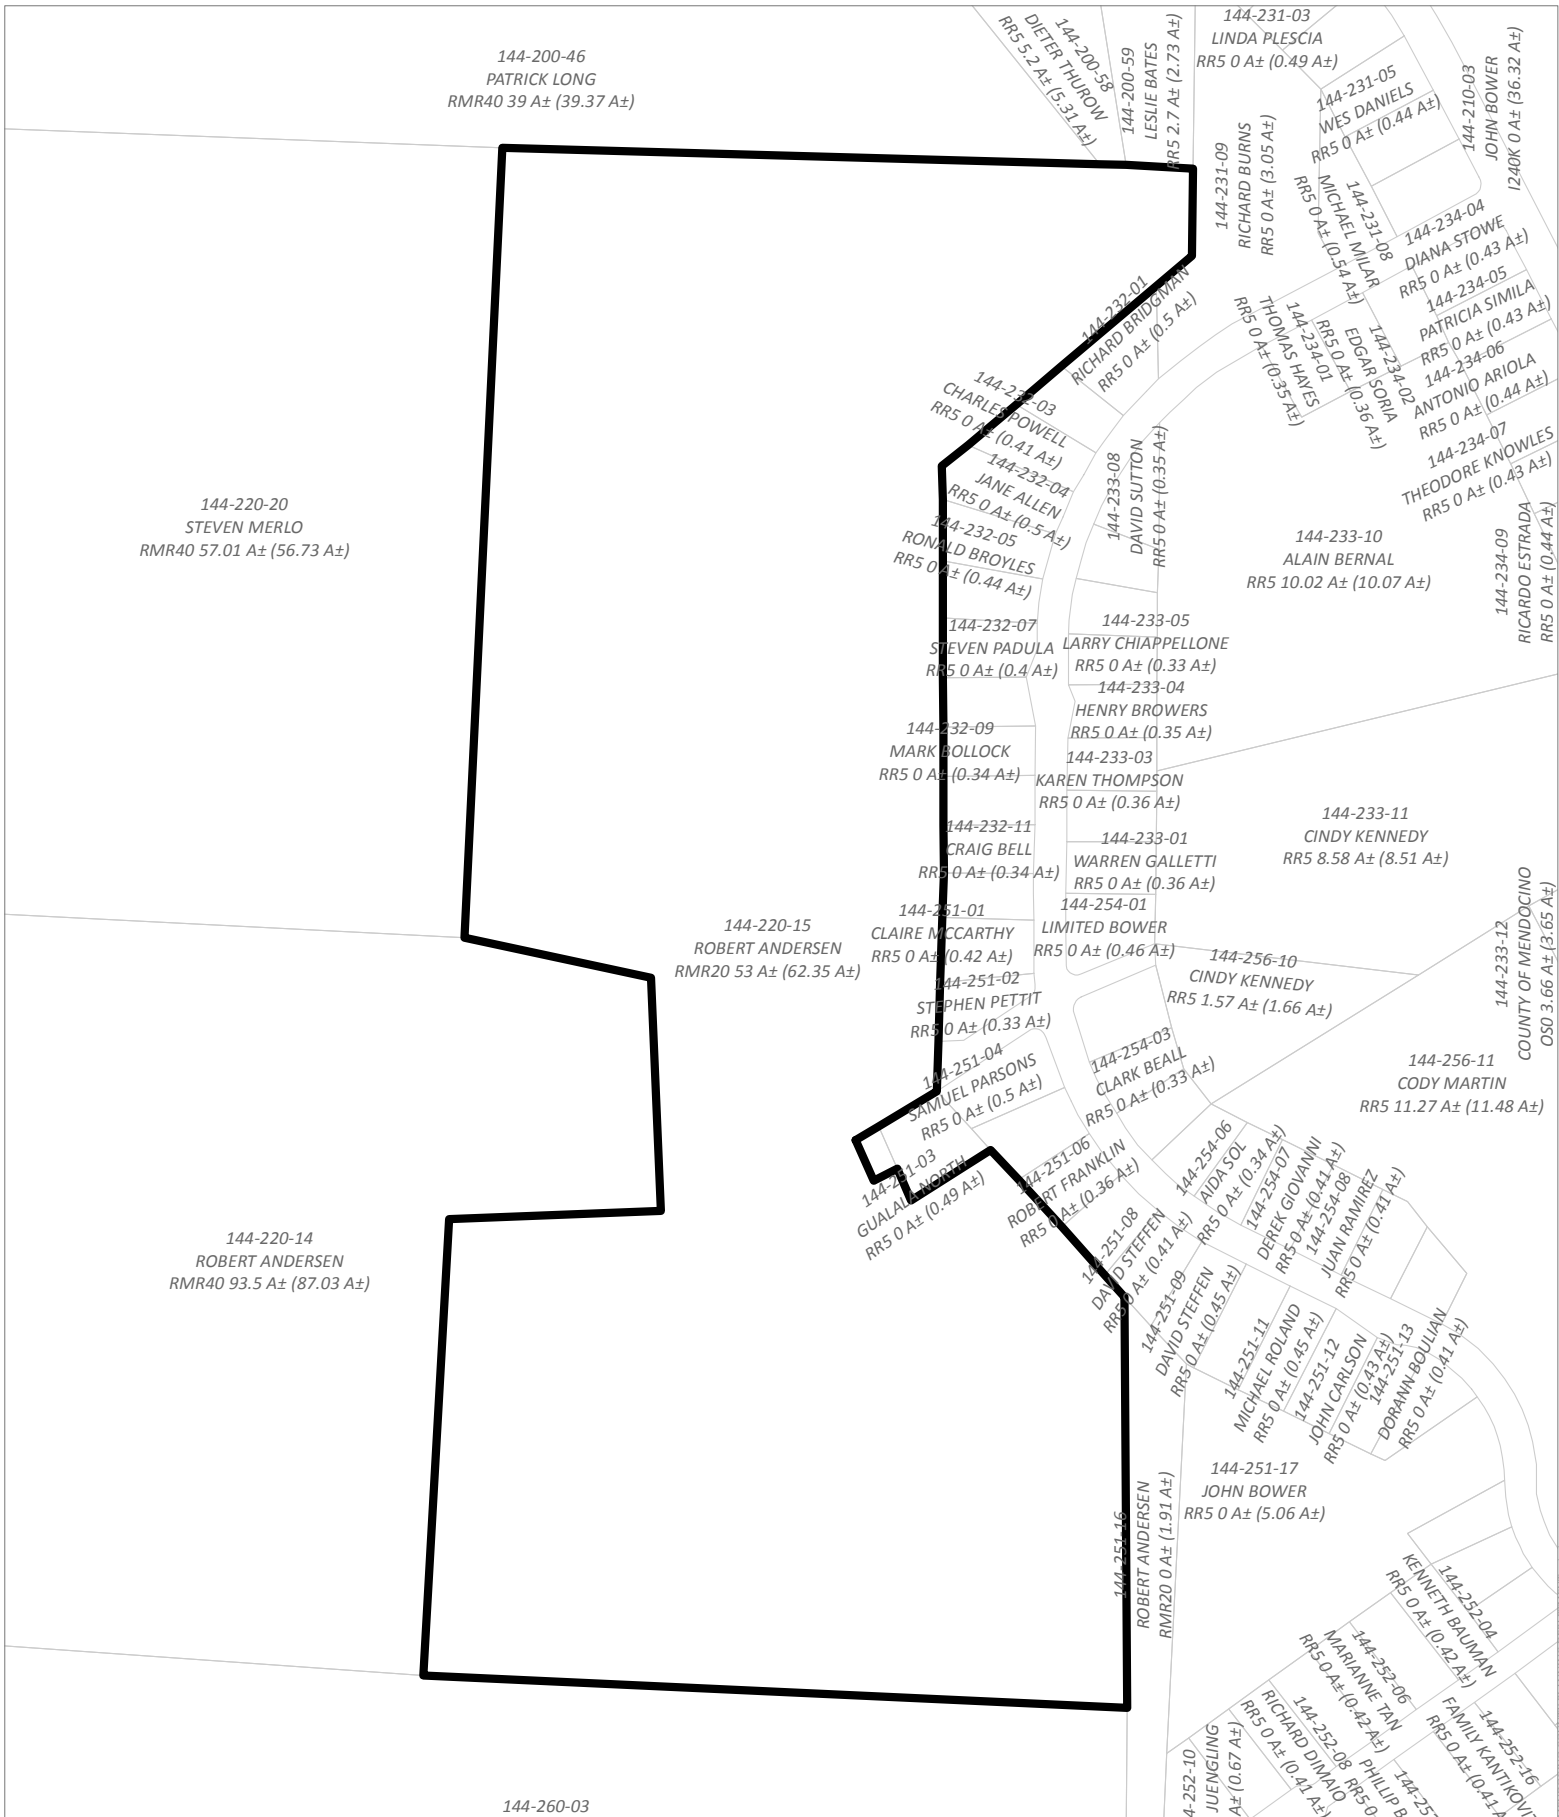 144-200-46
PATRICK LONG
RMR40 39 A± (39.37 A±)
144-200-58
DIETER THUROW
RR5 5.2 A± (5.31 A±)
144-200-59
LESLIE BATES
RR5 2.7 A± (2.73 A±)
144-231-03
LINDA PLESCIA
RR5 0 A± (0.49 A±)
144-231-05
WES DANIELS
RR5 0 A± (0.44 A±)
144-210-03
JOHN BOWER
I240K 0 A± (36.32 A±)
144-231-09
RICHARD BURNS
RR5 0 A± (3.05 A±)
144-231-08
MICHAEL MILAR
RR5 0 A± (0.54 A±)
144-234-04
DIANA STOWE
RR5 0 A± (0.43 A±)
144-234-05
PATRICIA SIMILA
RR5 0 A± (0.43 A±)
144-234-06
ANTONIO ARIOLA
RR5 0 A± (0.44 A±)
144-234-07
THEODORE KNOWLES
RR5 0 A± (0.43 A±)
144-234-01
THOMAS HAYES
RR5 0 A± (0.35 A±)
144-234-02
EDGAR SORIA
RR5 0 A± (0.36 A±)
144-232-01
RICHARD BRIDGMAN
RR5 0 A± (0.5 A±)
144-232-03
CHARLES POWELL
RR5 0 A± (0.41 A±)
144-232-04
JANE ALLEN
RR5 0 A± (0.5 A±)
144-232-05
RONALD BROYLES
RR5 0 A± (0.44 A±)
144-233-08
DAVID SUTTON
RR5 0 A± (0.35 A±)
144-220-20
STEVEN MERLO
RMR40 57.01 A± (56.73 A±)
144-233-10
ALAIN BERNAL
RR5 10.02 A± (10.07 A±)
144-234-09
RICARDO ESTRADA
RR5 0 A± (0.44 A±)
144-232-07
STEVEN PADULA
RR5 0 A± (0.4 A±)
144-233-05
LARRY CHIAPPELLONE
RR5 0 A± (0.33 A±)
144-233-04
HENRY BROWERS
RR5 0 A± (0.35 A±)
144-232-09
MARK BOLLOCK
RR5 0 A± (0.34 A±)
144-233-03
KAREN THOMPSON
RR5 0 A± (0.36 A±)
144-232-11
CRAIG BELL
RR5 0 A± (0.34 A±)
144-233-01
WARREN GALLETTI
RR5 0 A± (0.36 A±)
144-233-11
CINDY KENNEDY
RR5 8.58 A± (8.51 A±)
144-220-15
ROBERT ANDERSEN
RMR20 53 A± (62.35 A±)
144-251-01
CLAIRE MCCARTHY
RR5 0 A± (0.42 A±)
144-254-01
LIMITED BOWER
RR5 0 A± (0.46 A±)
144-256-10
CINDY KENNEDY
RR5 1.57 A± (1.66 A±)
144-233-12
COUNTY OF MENDOCINO
OS0 3.66 A± (3.65 A±)
144-251-02
STEPHEN PETTIT
RR5 0 A± (0.33 A±)
144-251-04
SAMUEL PARSONS
RR5 0 A± (0.5 A±)
144-254-03
CLARK BEALL
RR5 0 A± (0.33 A±)
144-256-11
CODY MARTIN
RR5 11.27 A± (11.48 A±)
144-251-03
GUALALA NORTH
RR5 0 A± (0.49 A±)
144-251-06
ROBERT FRANKLIN
RR5 0 A± (0.36 A±)
144-254-06
AIDA SOL
RR5 0 A± (0.34 A±)
144-254-07
DEREK GIOVANNI
RR5 0 A± (0.41 A±)
144-254-08
JUAN RAMIREZ
RR5 0 A± (0.41 A±)
144-220-14
ROBERT ANDERSEN
RMR40 93.5 A± (87.03 A±)
144-251-08
DAVID STEFFEN
RR5 0 A± (0.41 A±)
144-251-09
DAVID STEFFEN
RR5 0 A± (0.45 A±)
144-251-11
MICHAEL ROLAND
RR5 0 A± (0.45 A±)
144-251-12
JOHN CARLSON
RR5 0 A± (0.43 A±)
144-251-13
DORANN BOULIAN
RR5 0 A± (0.41 A±)
144-251-17
JOHN BOWER
RR5 0 A± (5.06 A±)
144-251-16
ROBERT ANDERSEN
RMR20 0 A± (1.91 A±)
144-252-04
KENNETH BAUMAN
RR5 0 A± (0.42 A±)
144-252-06
MARIANNE TAN
RR5 0 A± (0.42 A±)
144-252-08
RICHARD DIMAIO
RR5 0 A± (0.41 A±)
144-252-16
FAMILY KANTIKOVI
RR5 0 A± (0.41 A
144-25
PHILLIP B
RR5 0
4-252-10
JUENGLING
A± (0.67 A±)
144-260-03